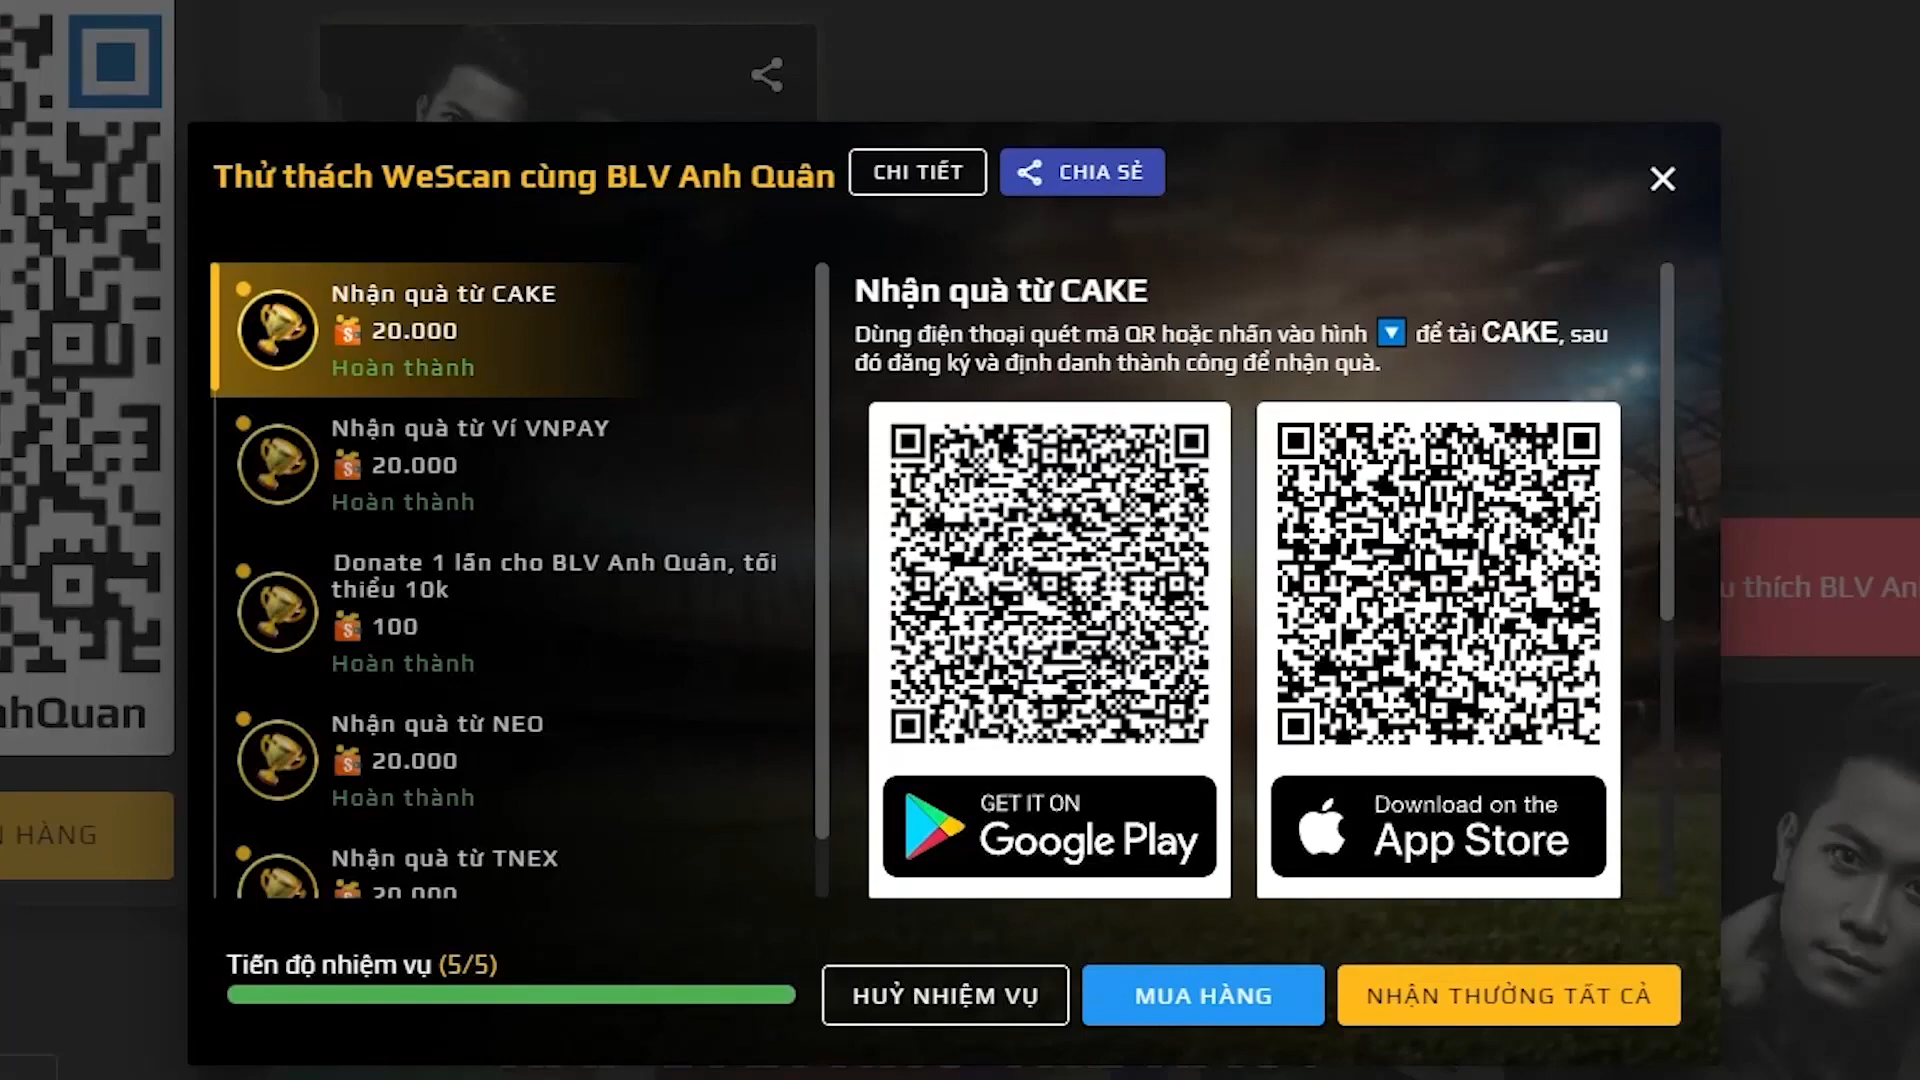 Thử thách WeScan cùng BLV Anh Quân
CHI TIẾT
CHIA SẺ
Nhận quà từ CAKE
20.000
Hoàn thành
Nhận quà từ Ví VNPAY
20.000
Hoàn thành
Donate 1 lần cho BLV Anh Quân, tối
thiểu 10k
100
Hoàn thành
Nhận quà từ NEO
20.000
Hoàn thành
Nhận quà từ TNEX
20.000
Tiến độ nhiệm vụ (5/5)
Nhận quà từ CAKE
Dùng điện thoại quét mã QR hoặc nhấn vào hình để tải CAKE, sau
đó đăng ký và định danh thành công để nhận quà.
GET IT ON
Google Play
Download on the
App Store
HUỶ NHIỆM VỤ
MUA HÀNG
NHẬN THƯỞNG TẤT CẢ
nhQuan
HÀNG
thích BLV An